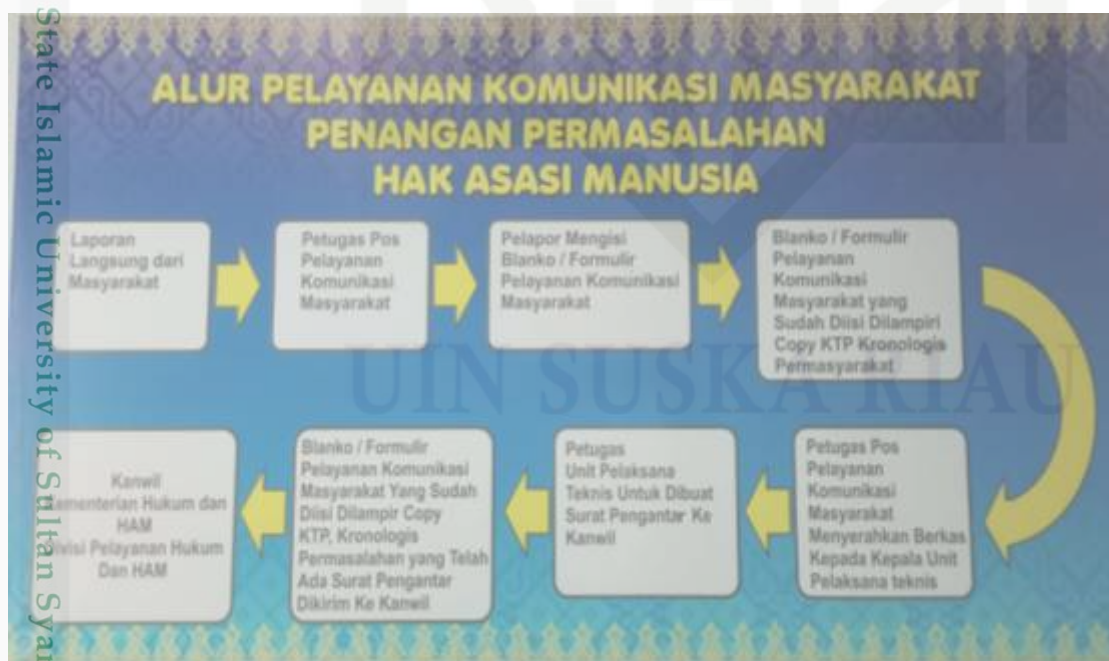 ALUR PELAYANAN KOMUNIKASI MASYARAKAT
PENANGAN PERMASALAHAN
HAK ASASI MANUSIA
Laporan
Langsung dari
Masyarakat
Petugas Pos
Pelayanan
Komunikasi
Masyarakat
Pelapor Mengisi
Blanko / Formulir
Pelayanan Komunikasi
Masyarakat
Blanko / Formulir
Pelayanan
Komunikasi
Masyarakat yang
Sudah Diisi Dilampiri
Copy KTP Kronologis
Permasyarakat
Petugas Pos
Pelayanan
Komunikasi
Masyarakat
Menyerahkan Berkas
Kepada Kepala Unit
Pelaksana teknis
Petugas
Unit Pelaksana
Teknis Untuk Dibuat
Surat Pengantar Ke
Kanwil
Blanko / Formulir
Pelayanan Komunikasi
Masyarakat Yang Sudah
Diisi Dilampir Copy
KTP, Kronologis
Permasalahan yang Telah
Ada Surat Pengantar
Dikirim Ke Kanwil
Kanwil
Kementerian Hukum dan
HAM
Divisi Pelayanan Hukum
Dan HAM
State Islamic University of Sultan Syar
UIN SUSKA RIAU